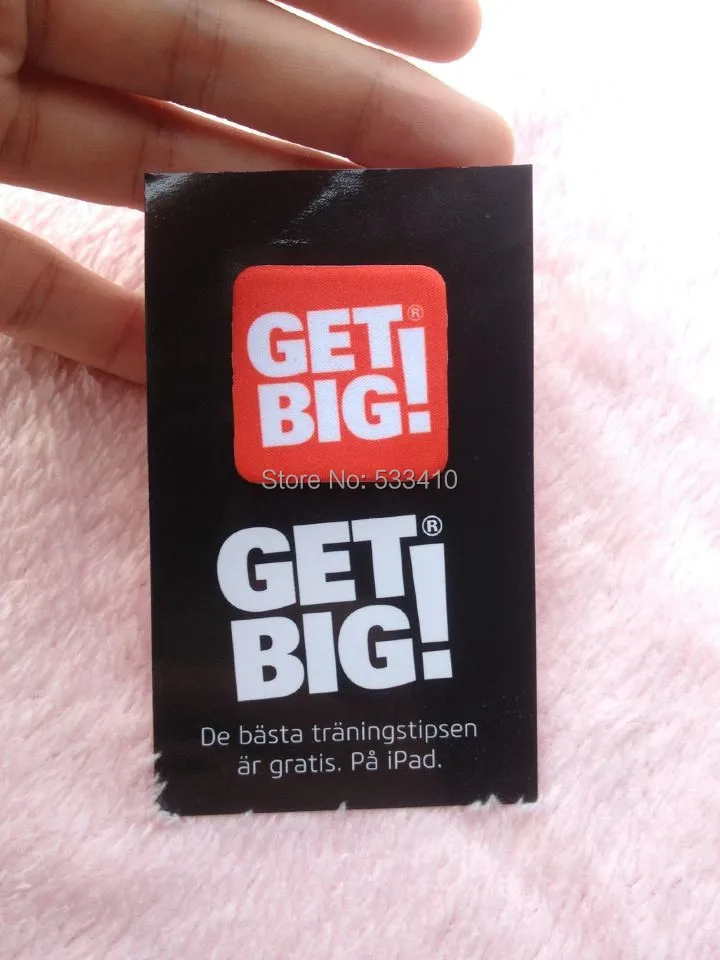 GET®
BIG!
Store No: 533410
GET®
BIG!
De bästa träningstipsen
är gratis. På iPad.